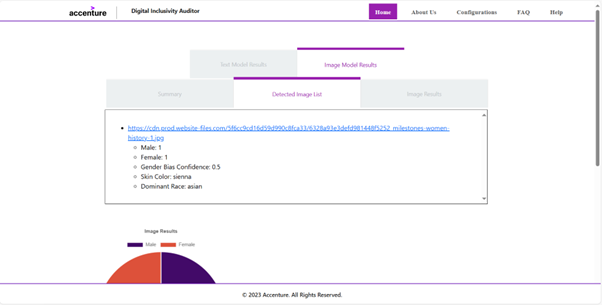 accenture
Digital Inclusivity Auditor
Home
About Us
Configurations
FAQ
Help
Text Model Results
Image Model Results
Summary
Detected Image List
Image Results
https://cdn.prod.website-files.com/5f6cc9cd16d59d990c8fca33/6328a93e3defd981448f5252_milestones-women-
history-1.jpg
Male: 1
Female: 1
Gender Bias Confidence: 0.5
Skin Color: sienna
Dominant Race: asian
Image Results
Male
Female
© 2023 Accenture. All Rights Reserved.